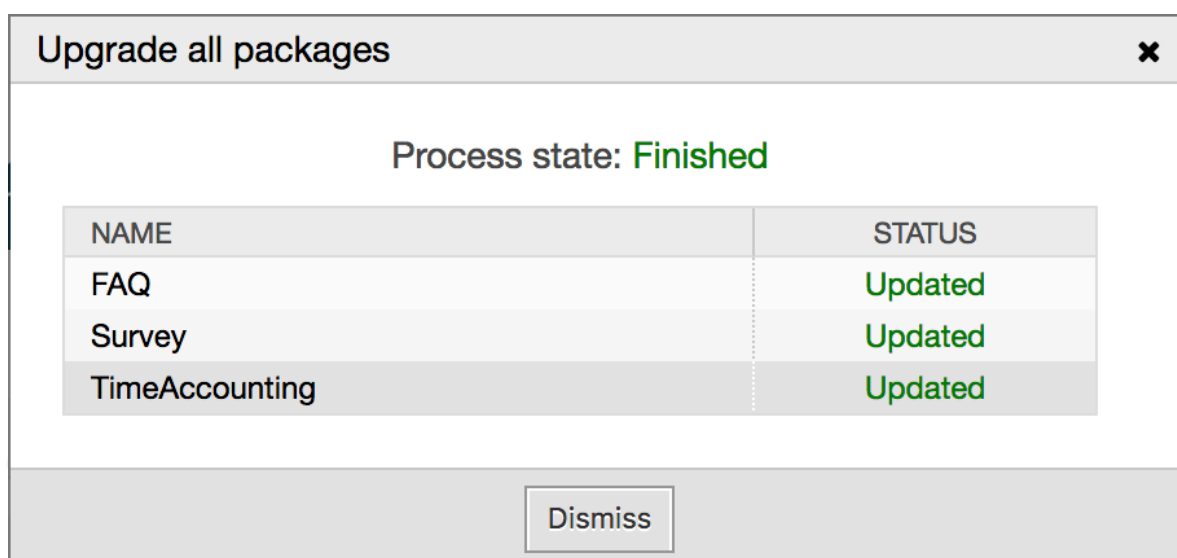 Upgrade all packages
Process state: Finished
NAME STATUS
FAQ Updated
Survey Updated
TimeAccounting Updated
Dismiss